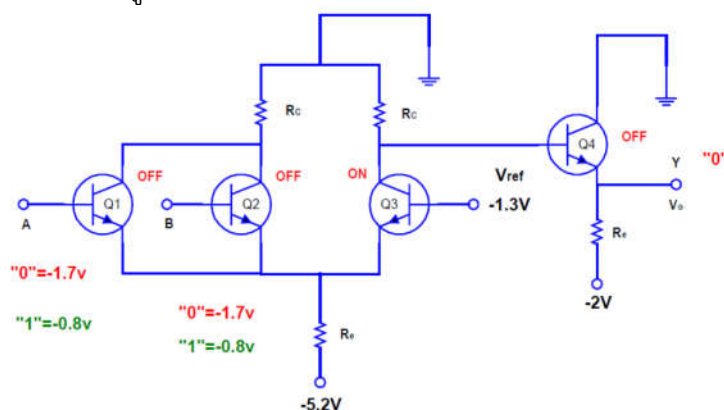 Rc
Rc
Q4
OFF
"0"
OFF
OFF
ON
Y
Vref
Vo
Q1
Q2
Q3
A
B
-1.3V
Re
"0"=-1.7v
"0"=-1.7v
-2V
"1"=-0.8v
"1"=-0.8v
Re
-5.2V